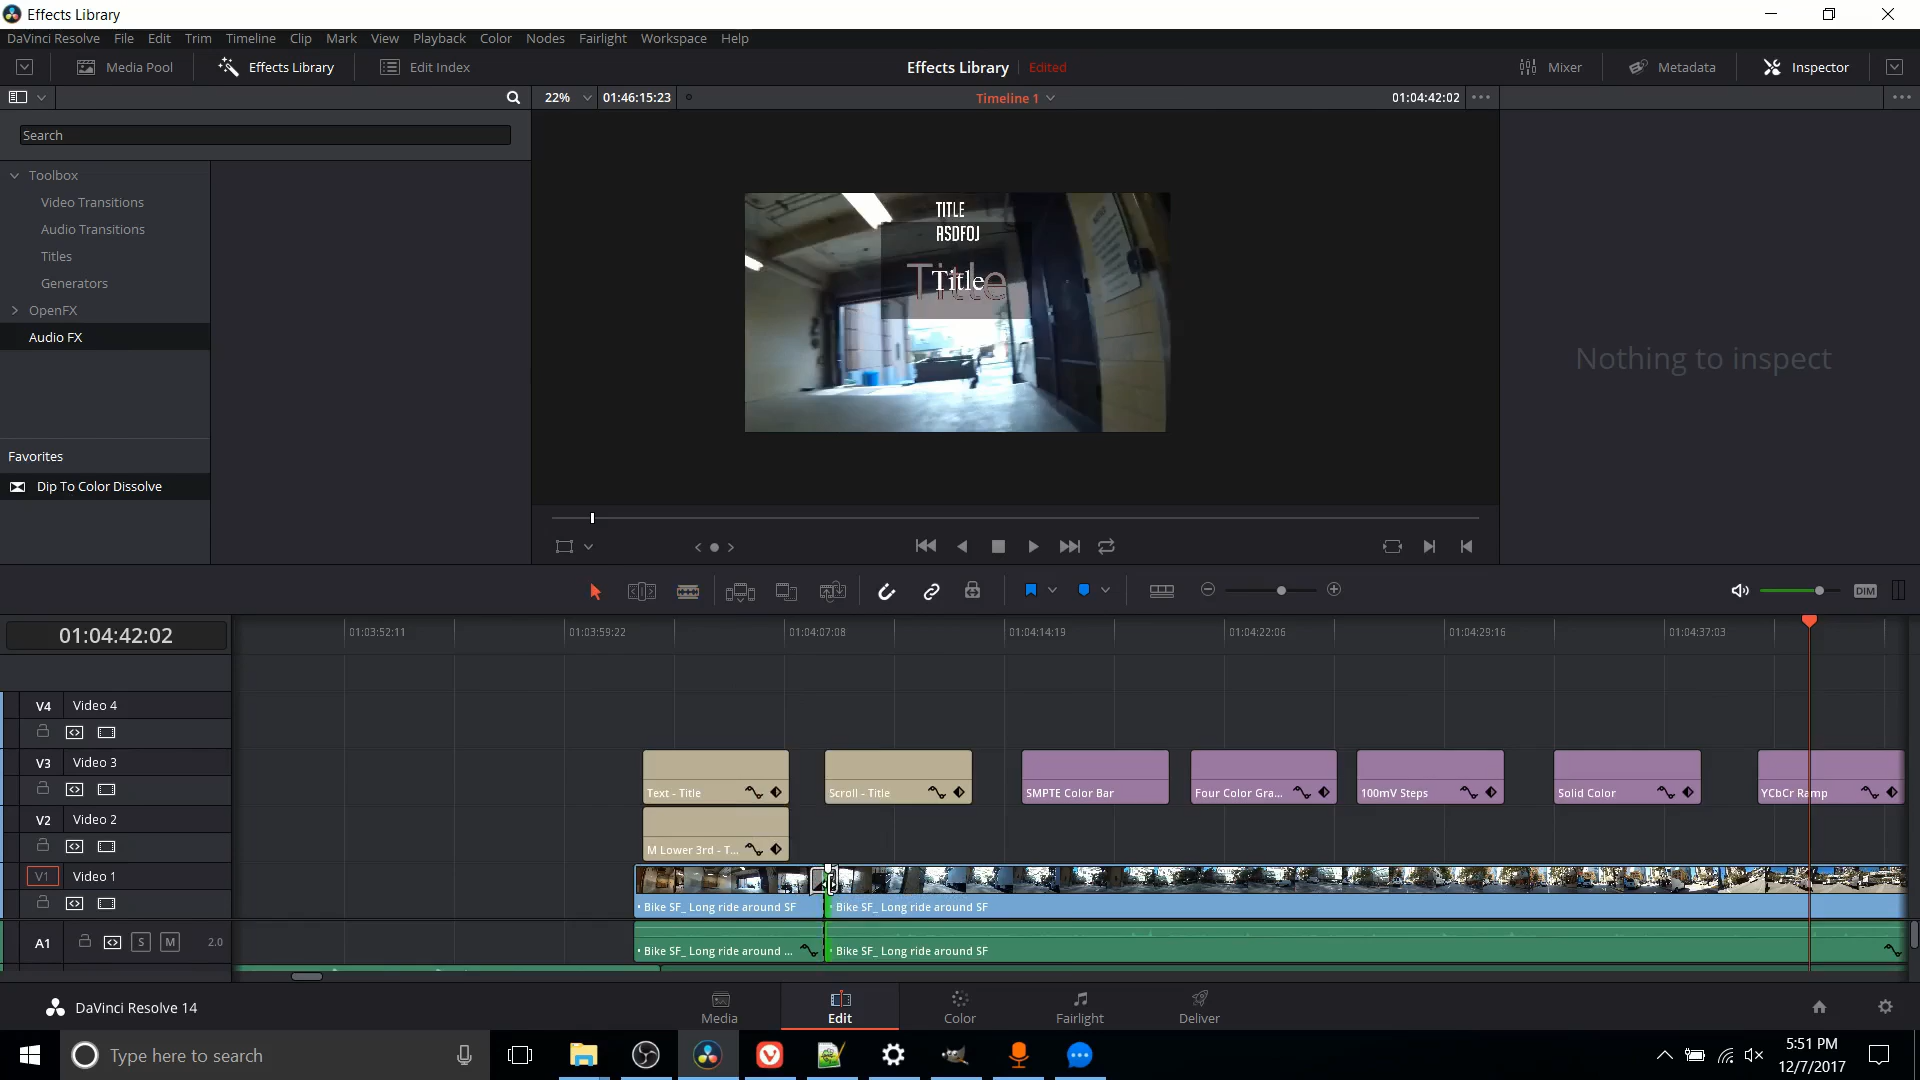 Effects Library
DaVinci Resolve File Edit Trim Timeline Clip Mark View Playback Color Nodes Fairlight Workspace Help
Media Pool Effects Library Edit Index Effects Library Edited Mixer Metadata Inspector
22% 01:46:15:23 Timeline 1 01:04:42:02
Search
Toolbox
Video Transitions
Audio Transitions
Titles
Generators
OpenFX
Audio FX
Favorites
Dip To Color Dissolve
TITLE
ASDFOJ
Title
Title
Nothing to inspect
DIM
01:04:42:02
01:03:52:11 01:03:59:22 01:04:07:08 01:04:14:19 01:04:22:06 01:04:29:16 01:04:37:03
V4 Video 4
V3 Video 3
Text - Title Scroll - Title SMPTE Color Bar Four Color Gra... 100mV Steps Solid Color YCbCr Ramp
V2 Video 2
M Lower 3rd - T...
V1 Video 1
• Bike SF_ Long ride around SF • Bike SF_ Long ride around SF
A1 S M 2.0
• Bike SF_ Long ride around ... • Bike SF_ Long ride around SF
DaVinci Resolve 14
Media Edit Color Fairlight Deliver
Type here to search
5:51 PM
12/7/2017